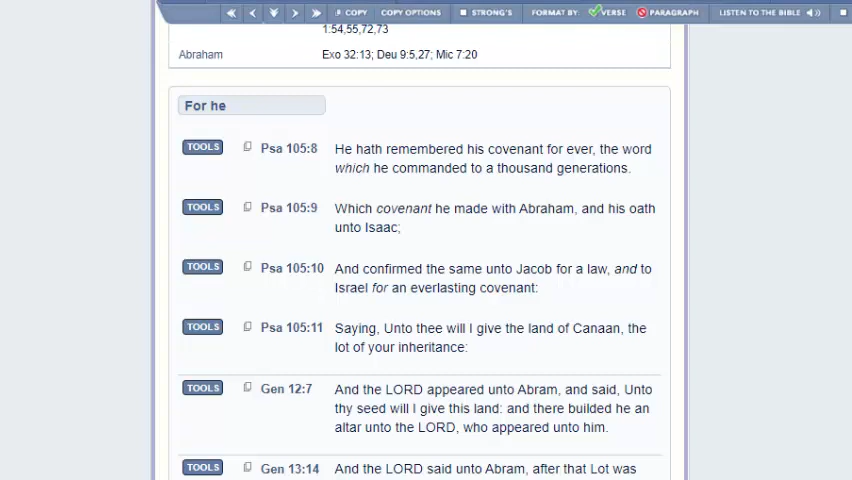 COPY COPY OPTIONS STRONG'S FORMAT BY: VERSE PARAGRAPH LISTEN TO THE BIBLE
1:54,55,72,73
Abraham Exo 32:13; Deu 9:5,27; Mic 7:20
For he
TOOLS Psa 105:8 He hath remembered his covenant for ever, the word
which he commanded to a thousand generations.
TOOLS Psa 105:9 Which covenant he made with Abraham, and his oath
unto Isaac;
TOOLS Psa 105:10 And confirmed the same unto Jacob for a law, and to
Israel for an everlasting covenant:
TOOLS Psa 105:11 Saying, Unto thee will I give the land of Canaan, the
lot of your inheritance:
TOOLS Gen 12:7 And the LORD appeared unto Abram, and said, Unto
thy seed will I give this land: and there builded he an
altar unto the LORD, who appeared unto him.
TOOLS Gen 13:14 And the LORD said unto Abram, after that Lot was